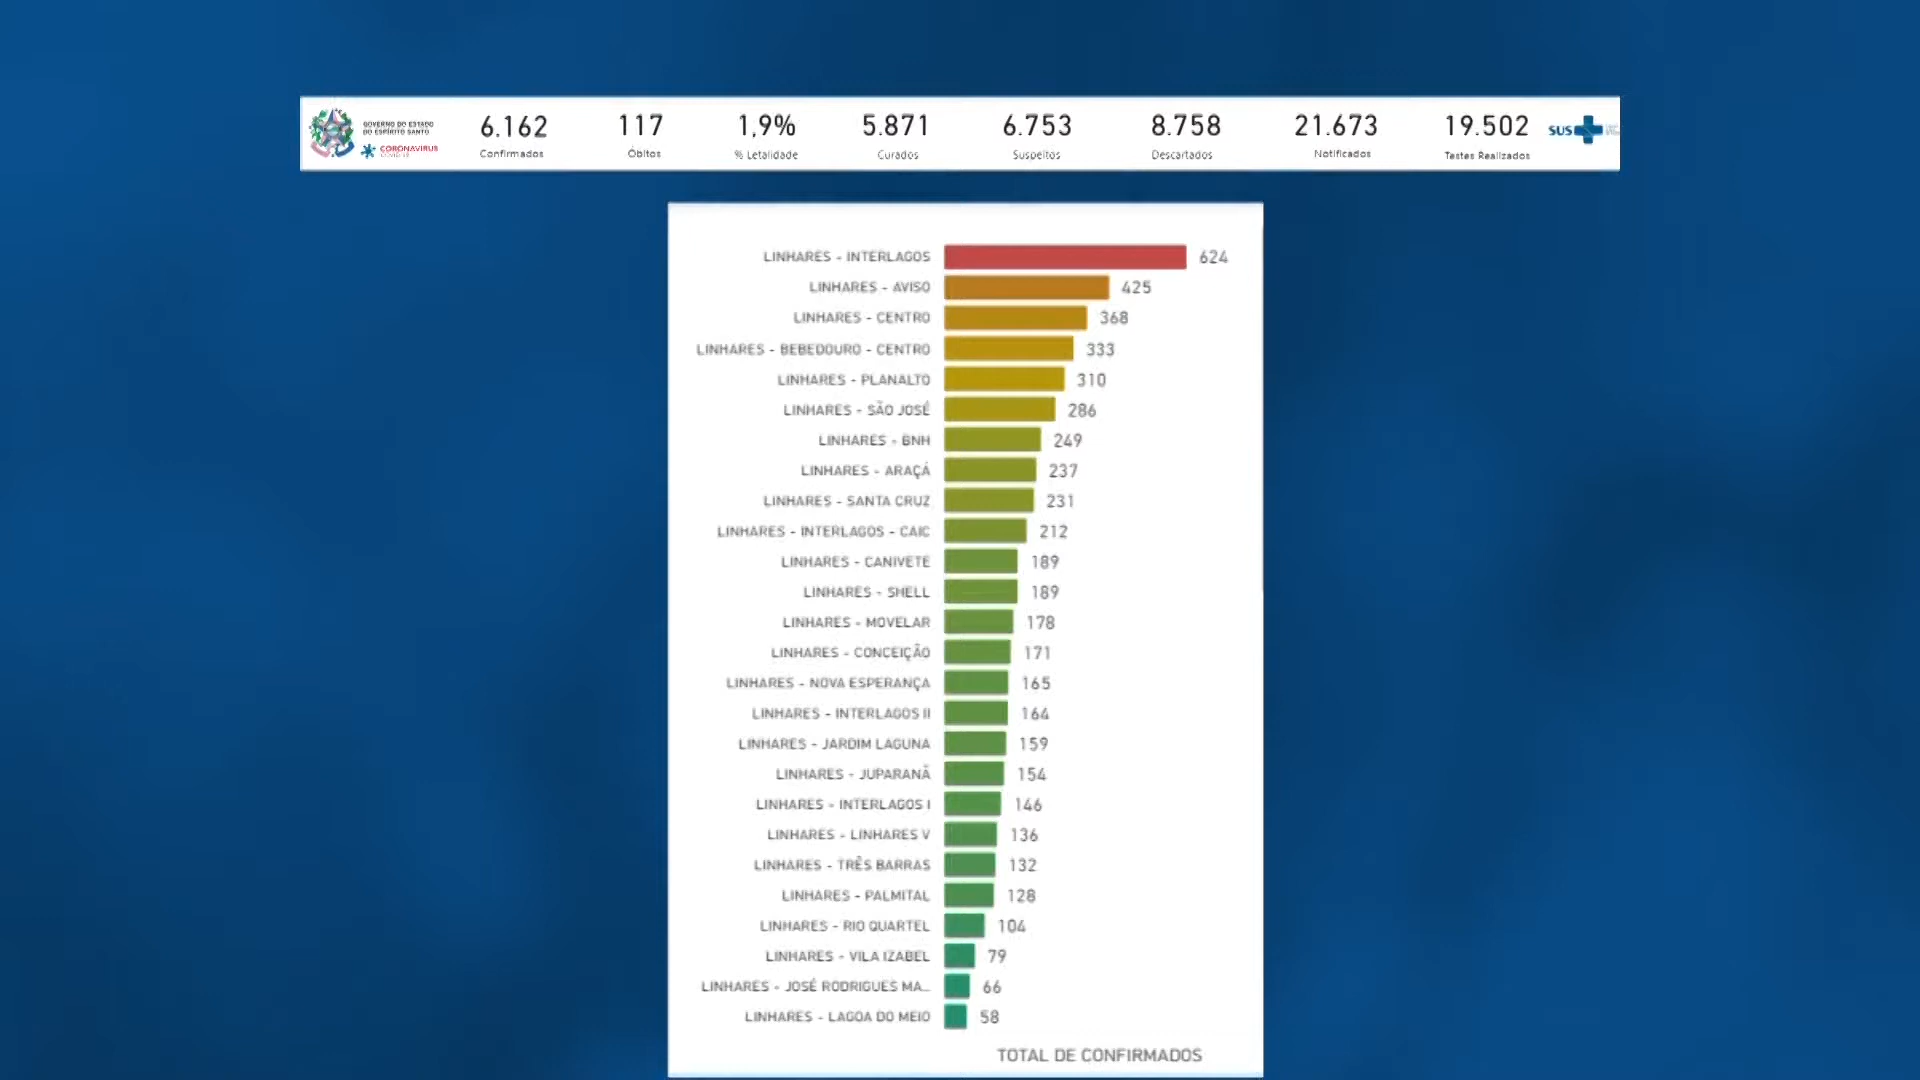 GOVERNO DO ESTADO
DO ESPÍRITO SANTO
CORONAVÍRUS
6.162
Confirmados
117
Óbitos
1,9%
% Letalidade
5.871
Curados
6.753
Suspeitos
8.758
Descartados
21.673
Notificados
19.502
Testes Realizados
SUS
LINHARES - INTERLAGOS 624
LINHARES - AVISO 425
LINHARES - CENTRO 368
LINHARES - BEBEDOURO - CENTRO 333
LINHARES - PLANALTO 310
LINHARES - SÃO JOSÉ 286
LINHARES - BNH 249
LINHARES - ARAÇÁ 237
LINHARES - SANTA CRUZ 231
LINHARES - INTERLAGOS - CAIC 212
LINHARES - CANIVETE 189
LINHARES - SHELL 189
LINHARES - MOVELAR 178
LINHARES - CONCEIÇÃO 171
LINHARES - NOVA ESPERANÇA 165
LINHARES - INTERLAGOS II 164
LINHARES - JARDIM LAGUNA 159
LINHARES - JUPARANÃ 154
LINHARES - INTERLAGOS I 146
LINHARES - LINHARES V 136
LINHARES - TRÊS BARRAS 132
LINHARES - PALMITAL 128
LINHARES - RIO QUARTEL 104
LINHARES - VILA IZABEL 79
LINHARES - JOSÉ RODRIGUES MA... 66
LINHARES - LAGOA DO MEIO 58
TOTAL DE CONFIRMADOS